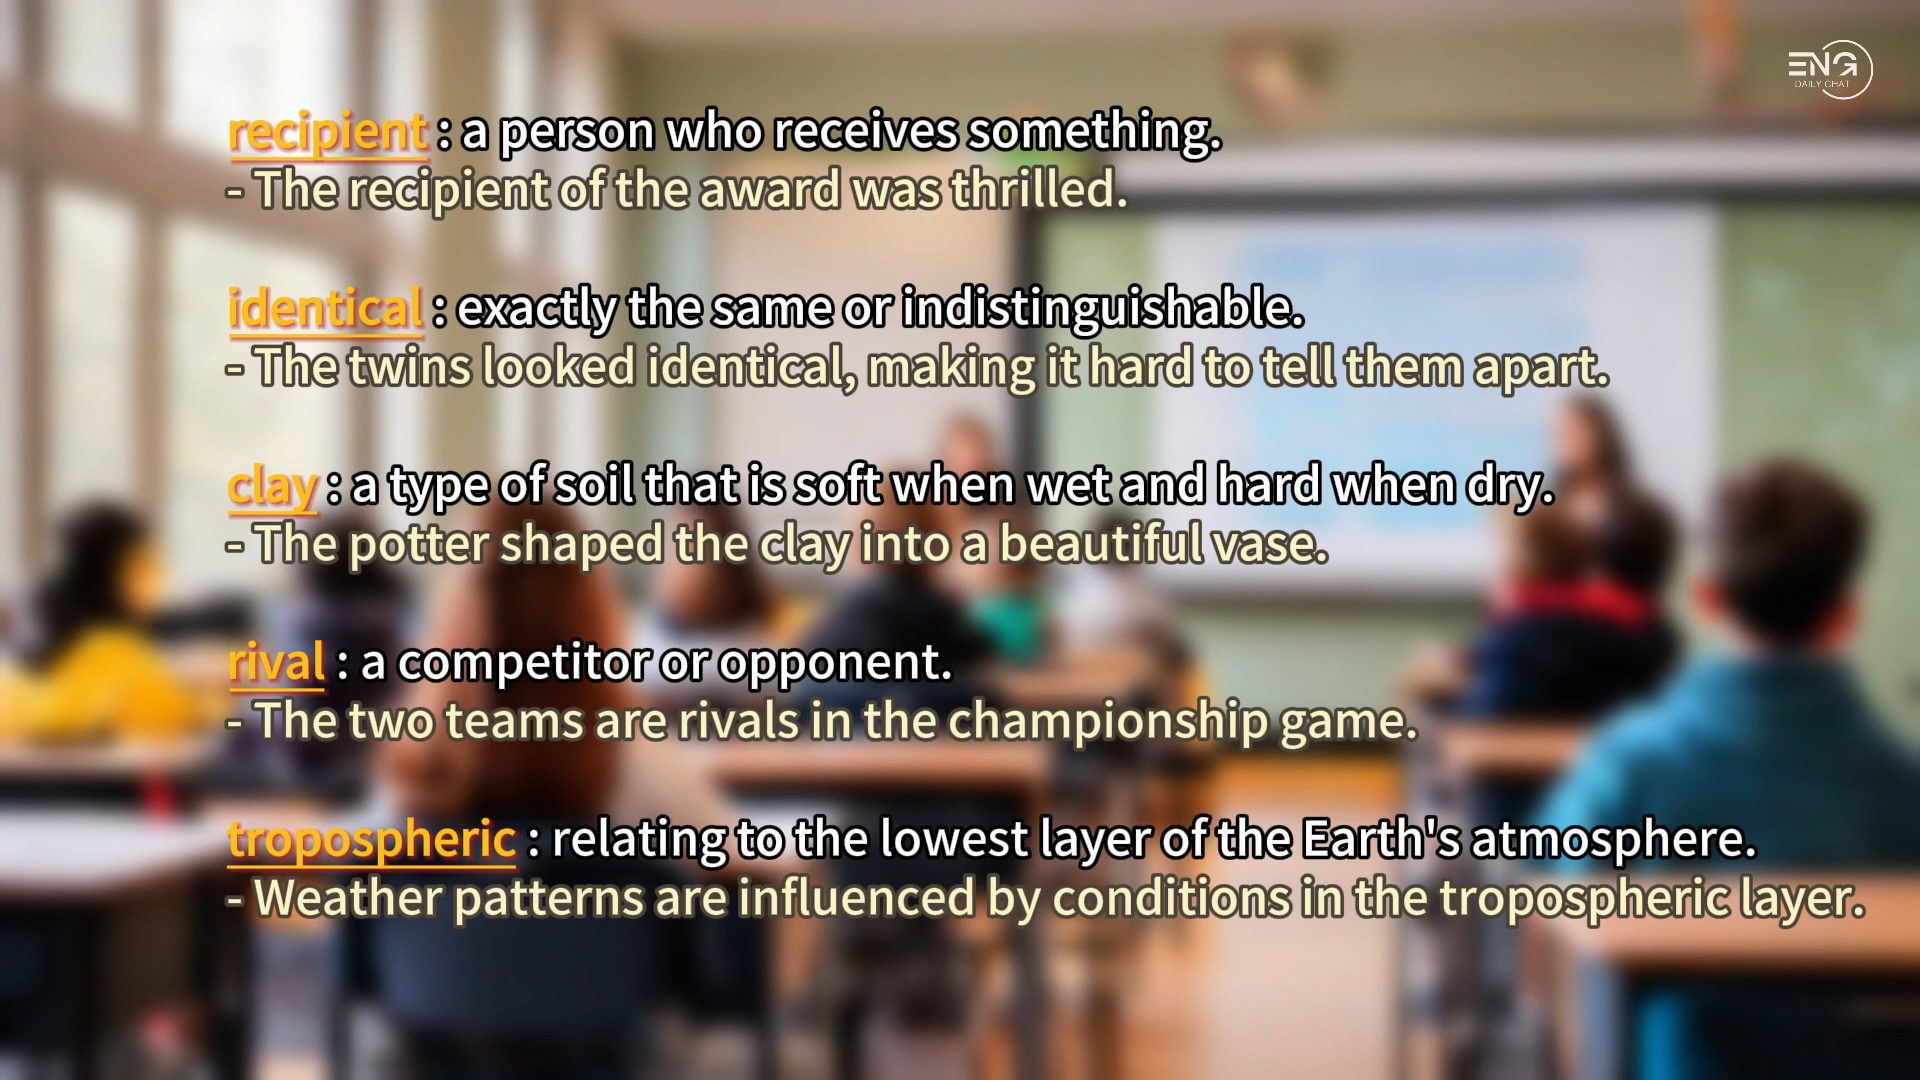 ENG
DAILY CHAT
recipient : a person who receives something.
- The recipient of the award was thrilled.
identical : exactly the same or indistinguishable.
- The twins looked identical, making it hard to tell them apart.
clay : a type of soil that is soft when wet and hard when dry.
- The potter shaped the clay into a beautiful vase.
rival : a competitor or opponent.
- The two teams are rivals in the championship game.
tropospheric : relating to the lowest layer of the Earth's atmosphere.
- Weather patterns are influenced by conditions in the tropospheric layer.